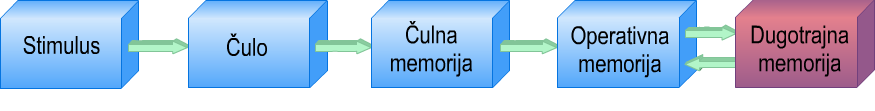 Stimulus
Čulo
Čulna
memorija
Operativna
memorija
Dugotrajna
memorija